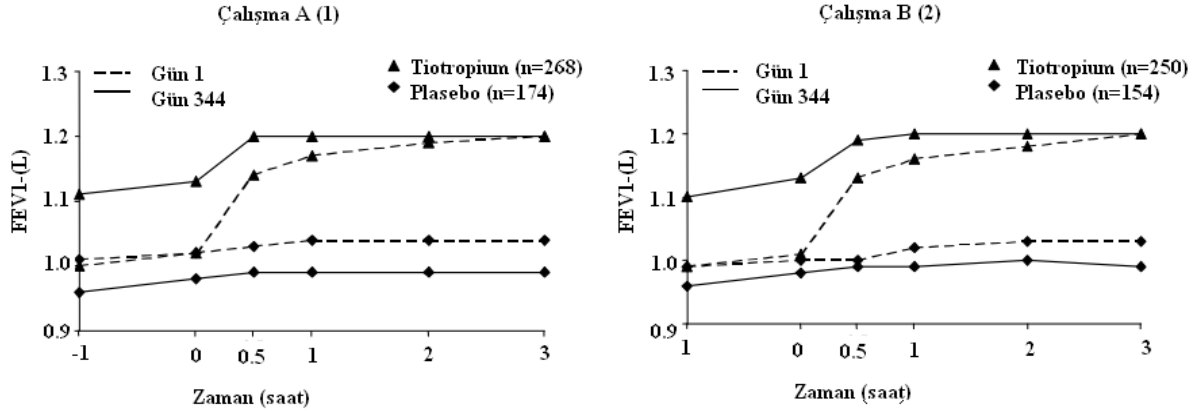 Çalışma A (1)
1.3
1.2
1.1
1.0
0.9
FEV1-(L)
Gün 1
Gün 344
Tiotropium (n=268)
Plasebo (n=174)
-1
0
0.5
1
2
3
Zaman (saat)
Çalışma B (2)
1.3
1.2
1.1
1.0
0.9
FEV1-(L)
Gün 1
Gün 344
Tiotropium (n=250)
Plasebo (n=154)
1
0
0.5
1
2
3
Zaman (saat)